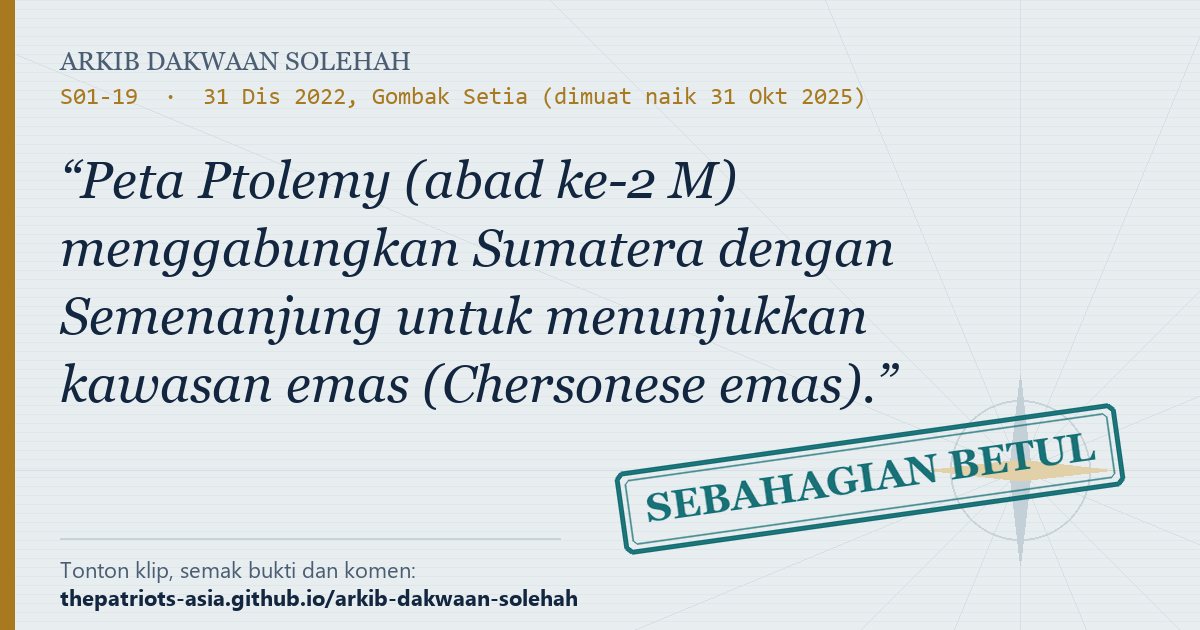 ARKIB DAKWAAN SOLEHAH
S01-19 · 31 Dis 2022, Gombak Setia (dimuat naik 31 Okt 2025)
“Peta Ptolemy (abad ke-2 M)
menggabungkan Sumatera dengan
Semenanjung untuk menunjukkan
kawasan emas (Chersonese emas).”
SEBAHAGIAN BETUL
Tonton klip, semak bukti dan komen:
thepatriots-asia.github.io/arkib-dakwaan-solehah